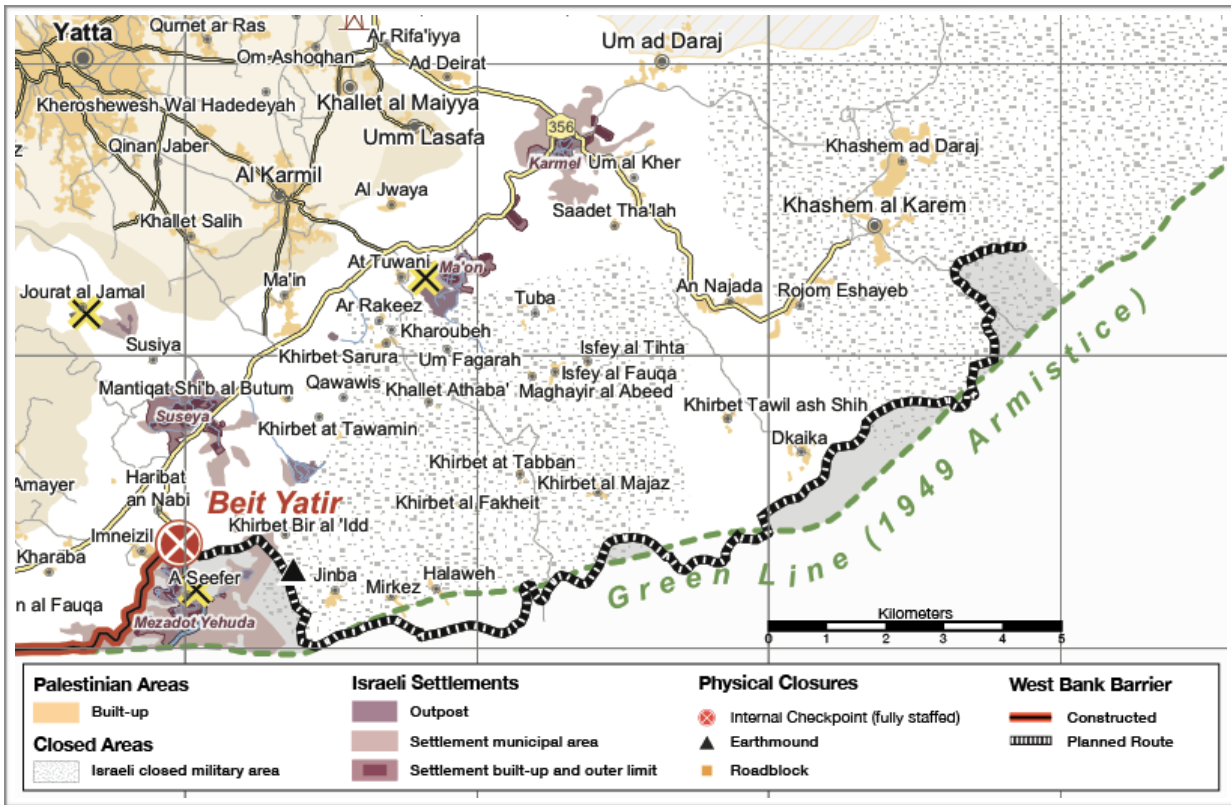 Yatta
Qurnet ar Ras
Ar Rifa'iyya
Um ad Daraj
Om Ashoqhan
Ad Deirat
Kheroshewesh Wal Hadedeyah
Khallet al Maiyya
Umm Lasafa
356
z
Qinan Jaber
Karmel
Um al Kher
Khashem ad Daraj
Al Karmil
Al Jwaya
Saadet Tha'lah
Khashem al Karem
Khallet Salih
At Tuwani
Ma'on
Ma'in
Jourat al Jamal
Ar Rakeez
Tuba
An Najada
Rojom Eshayeb
Susiya
Kharoubeh
Khirbet Sarura
Um Fagarah
Isfey al Tihta
Isfey al Fauqa
Mantiqat Shi'b al Butum
Qawawis
Khallet Athaba'
Maghayir al Abeed
Suseya
Khirbet at Tawamin
Khirbet Tawil ash Shih
Dkaika
Amayer
Haribat
an Nabi
Beit Yatir
Khirbet at Tabban
Khirbet al Majaz
Khirbet al Fakheit
Khirbet Bir al 'Idd
Imneizil
Kharaba
A Seefer
Jinba
Mirkez
Halaweh
Green Line (1949 Armistice)
n al Fauqa
Mezadot Yehuda
Kilometers
0 1 2 3 4 5
Palestinian Areas
Built-up
Closed Areas
Israeli closed military area
Israeli Settlements
Outpost
Settlement municipal area
Settlement built-up and outer limit
Physical Closures
Internal Checkpoint (fully staffed)
Earthmound
Roadblock
West Bank Barrier
Constructed
Planned Route